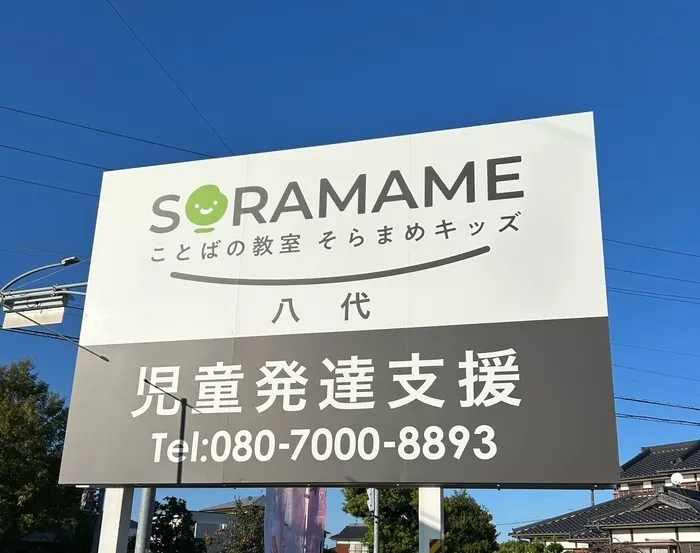 SORAMAME
ことばの教室 そらまめキッズ
八代
児童発達支援
Tel:080-7000-8893